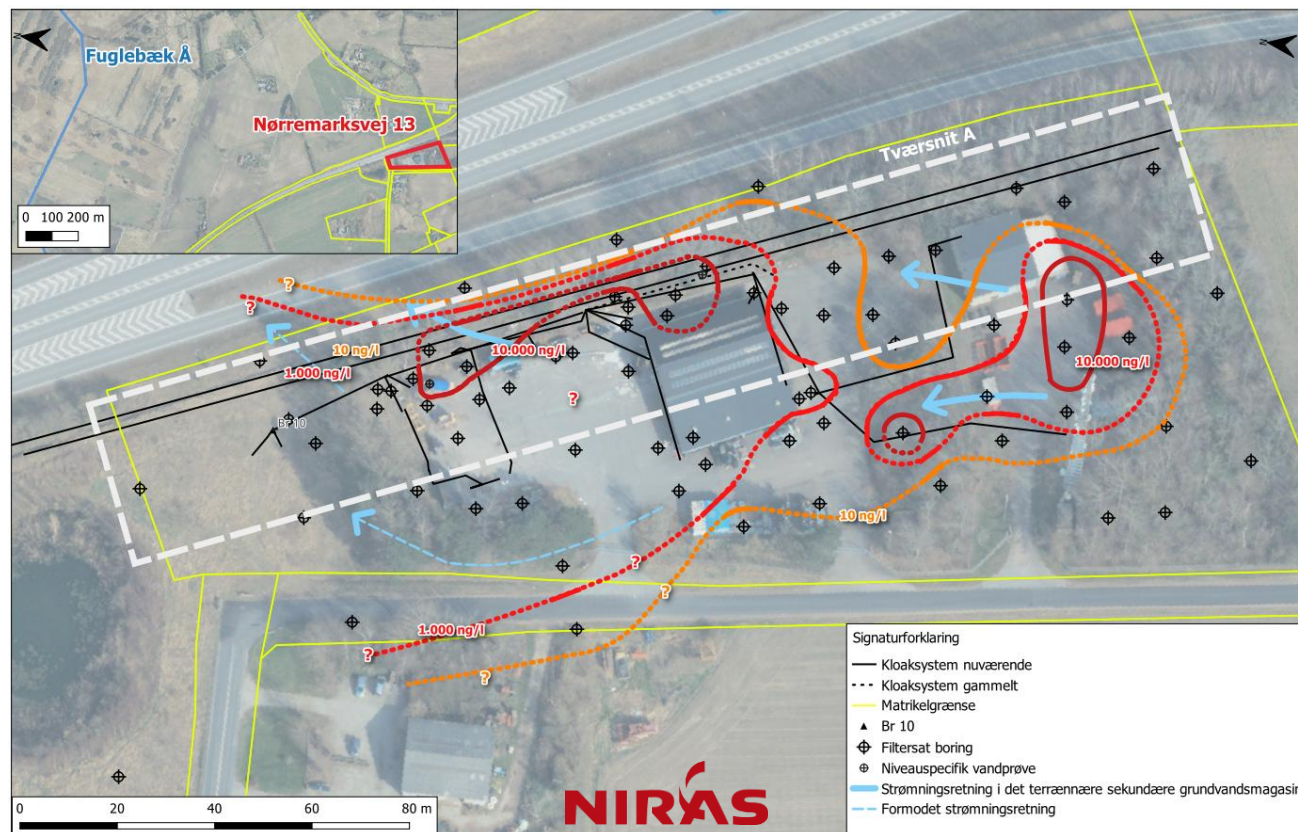 N
Fuglebæk Å
Nørremarksvej 13
0 100 200 m
N
Tværsnit A
?
?
10 ng/l
1.000 ng/l
10.000 ng/l
10.000 ng/l
?
Br 10
10 ng/l
?
?
1.000 ng/l
?
?
Signaturforklaring
Kloaksystem nuværende
Kloaksystem gammelt
Matrikelgrænse
Br 10
Filtersat boring
Niveauspecifik vandprøve
Strømningsretning i det terrænnære sekundære grundvandsmagasin
Formodet strømningsretning
0 20 40 60 80 m
NIRAS